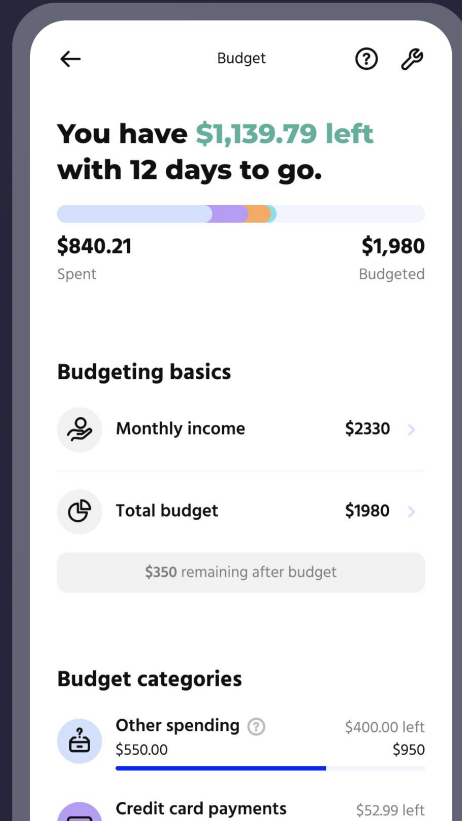 Budget
You have $1,139.79 left
with 12 days to go.
$840.21 $1,980
Spent Budgeted
Budgeting basics
Monthly income $2330
Total budget $1980
$350 remaining after budget
Budget categories
Other spending ? $400.00 left
$550.00 $950
Credit card payments $52.99 left